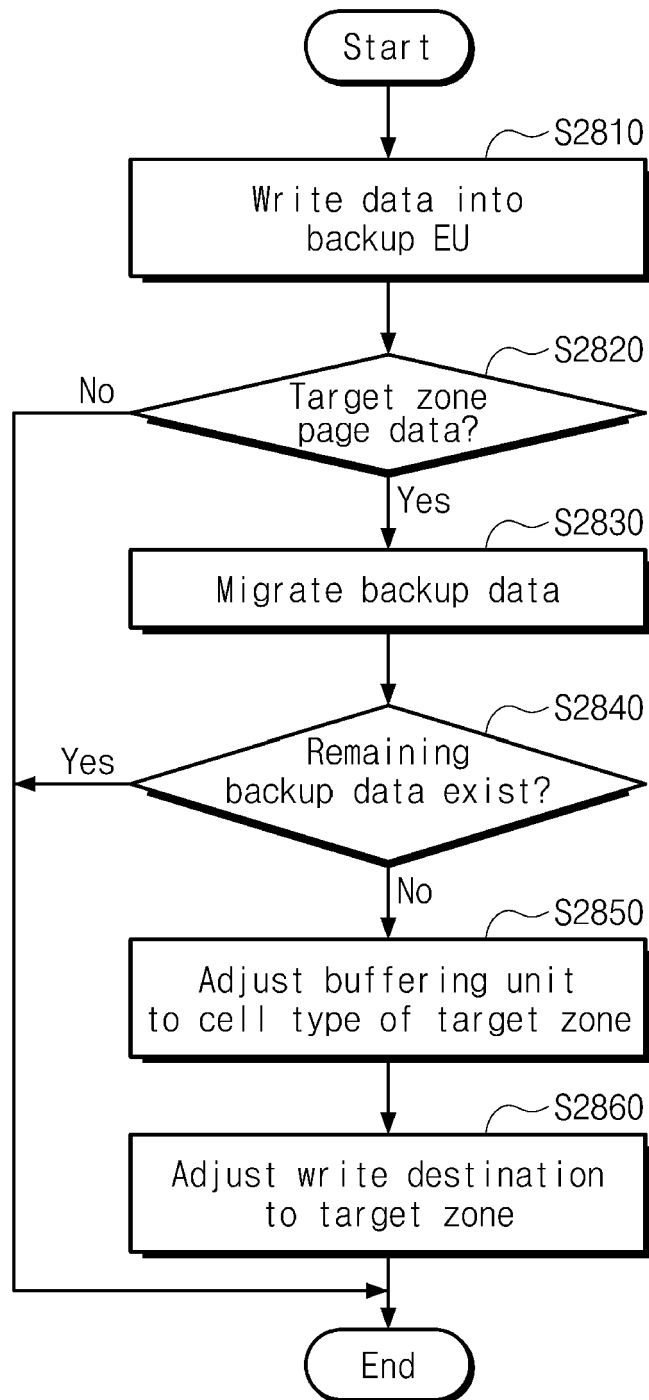 Start
S2810
Write data into
backup EU
S2820
No
Target zone
page data?
Yes
S2830
Migrate backup data
S2840
Yes
Remaining
backup data exist?
No
S2850
Adjust buffering unit
to cell type of target zone
S2860
Adjust write destination
to target zone
End